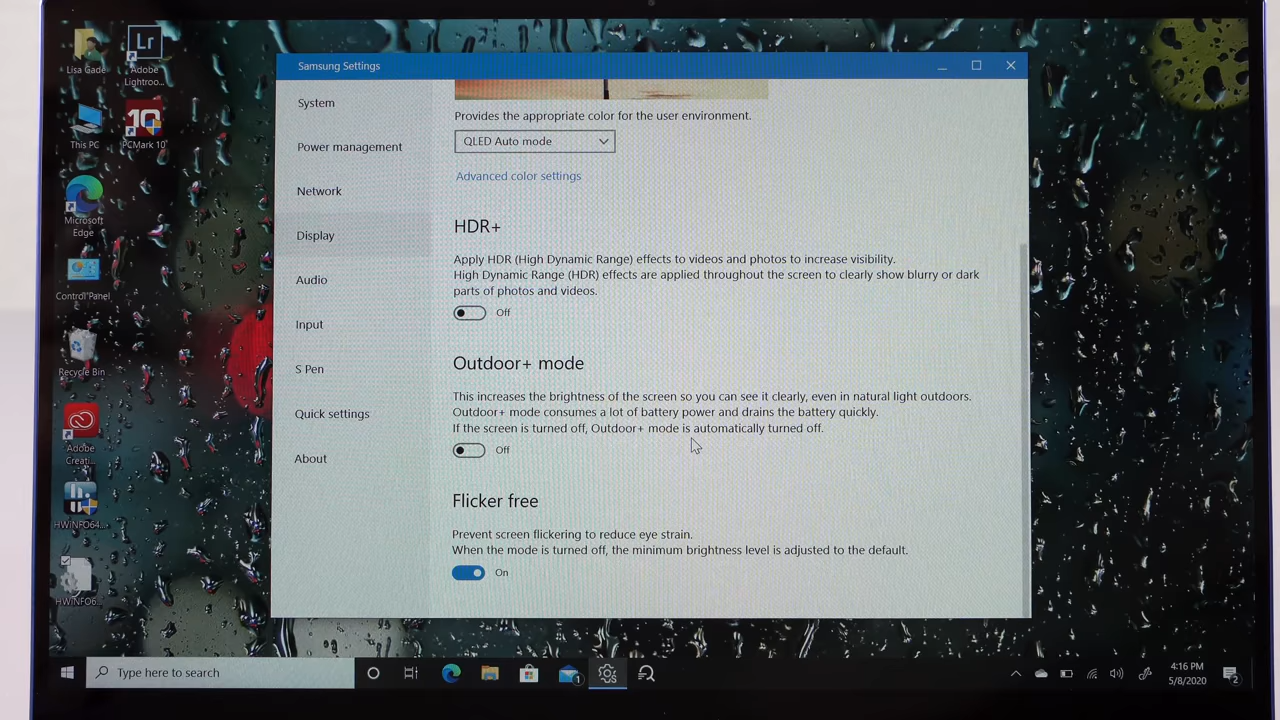 Lisa Gade
Lr
Adobe
Lightroo...
This PC
10
PCMark 10
Microsoft
Edge
Control Panel
Recycle Bin
Adobe
Creati...
HWiNFO64...
HWiNFO6...
Samsung Settings
System
Power management
Network
Display
Audio
Input
S Pen
Quick settings
About
Provides the appropriate color for the user environment.
QLED Auto mode
Advanced color settings
HDR+
Apply HDR (High Dynamic Range) effects to videos and photos to increase visibility.
High Dynamic Range (HDR) effects are applied throughout the screen to clearly show blurry or dark
parts of photos and videos.
Off
Outdoor+ mode
This increases the brightness of the screen so you can see it clearly, even in natural light outdoors.
Outdoor+ mode consumes a lot of battery power and drains the battery quickly.
If the screen is turned off, Outdoor+ mode is automatically turned off.
Off
Flicker free
Prevent screen flickering to reduce eye strain.
When the mode is turned off, the minimum brightness level is adjusted to the default.
On
Type here to search
1
4:16 PM
5/8/2020
2